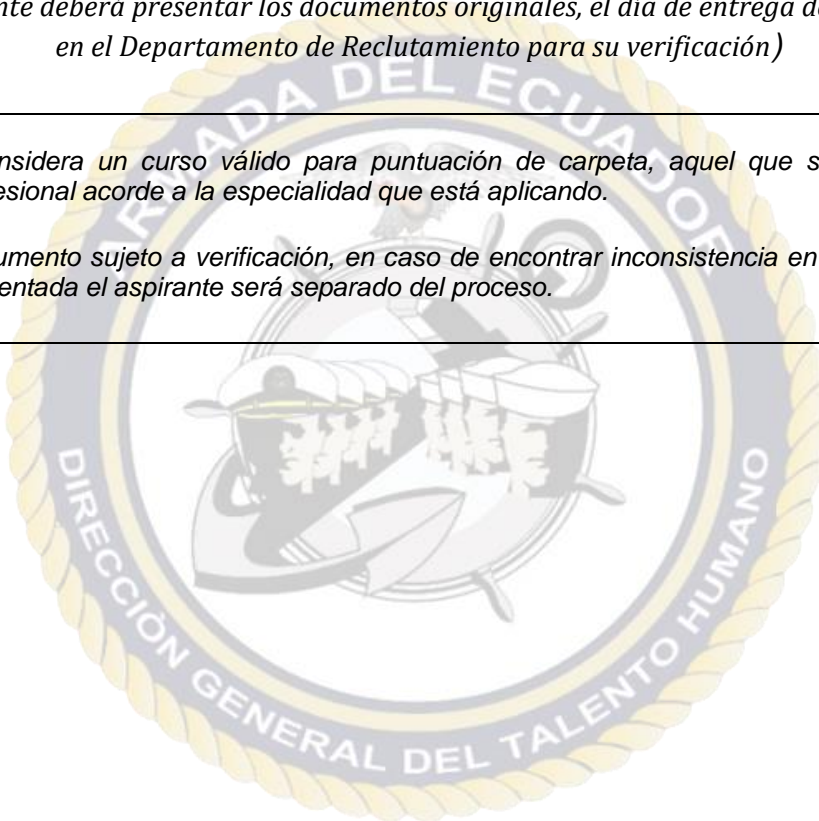 nte deberá presentar los documentos originales, el día de entrega de
en el Departamento de Reclutamiento para su verificación)
nsidera un curso válido para puntuación de carpeta, aquel que s
esional acorde a la especialidad que está aplicando.
umento sujeto a verificación, en caso de encontrar inconsistencia en
entada el aspirante será separado del proceso.
ARMADA DEL ECUADOR
DIRECCIÓN GENERAL DEL TALENTO HUMANO